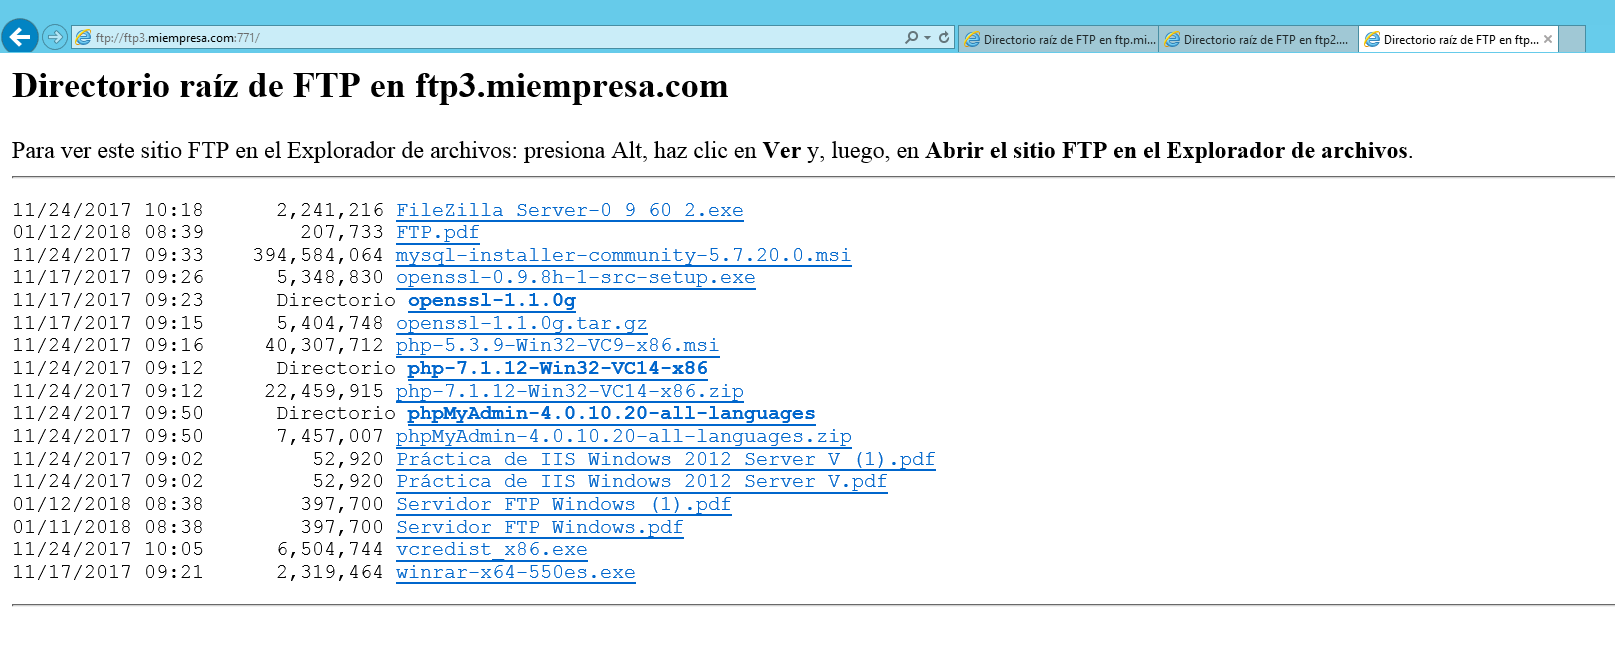 ftp://ftp3.miempresa.com:771/
Directorio raíz de FTP en ftp.mi...
Directorio raíz de FTP en ftp2....
Directorio raíz de FTP en ftp...
Directorio raíz de FTP en ftp3.miempresa.com
Para ver este sitio FTP en el Explorador de archivos: presiona Alt, haz clic en Ver y, luego, en Abrir el sitio FTP en el Explorador de archivos.
11/24/2017 10:18 2,241,216 FileZilla Server-0 9 60 2.exe
01/12/2018 08:39 207,733 FTP.pdf
11/24/2017 09:33 394,584,064 mysql-installer-community-5.7.20.0.msi
11/17/2017 09:26 5,348,830 openssl-0.9.8h-1-src-setup.exe
11/17/2017 09:23 Directorio openssl-1.1.0g
11/17/2017 09:15 5,404,748 openssl-1.1.0g.tar.gz
11/24/2017 09:16 40,307,712 php-5.3.9-Win32-VC9-x86.msi
11/24/2017 09:12 Directorio php-7.1.12-Win32-VC14-x86
11/24/2017 09:12 22,459,915 php-7.1.12-Win32-VC14-x86.zip
11/24/2017 09:50 Directorio phpMyAdmin-4.0.10.20-all-languages
11/24/2017 09:50 7,457,007 phpMyAdmin-4.0.10.20-all-languages.zip
11/24/2017 09:02 52,920 Práctica de IIS Windows 2012 Server V (1).pdf
11/24/2017 09:02 52,920 Práctica de IIS Windows 2012 Server V.pdf
01/12/2018 08:38 397,700 Servidor FTP Windows (1).pdf
01/11/2018 08:38 397,700 Servidor FTP Windows.pdf
11/24/2017 10:05 6,504,744 vcredist_x86.exe
11/17/2017 09:21 2,319,464 winrar-x64-550es.exe